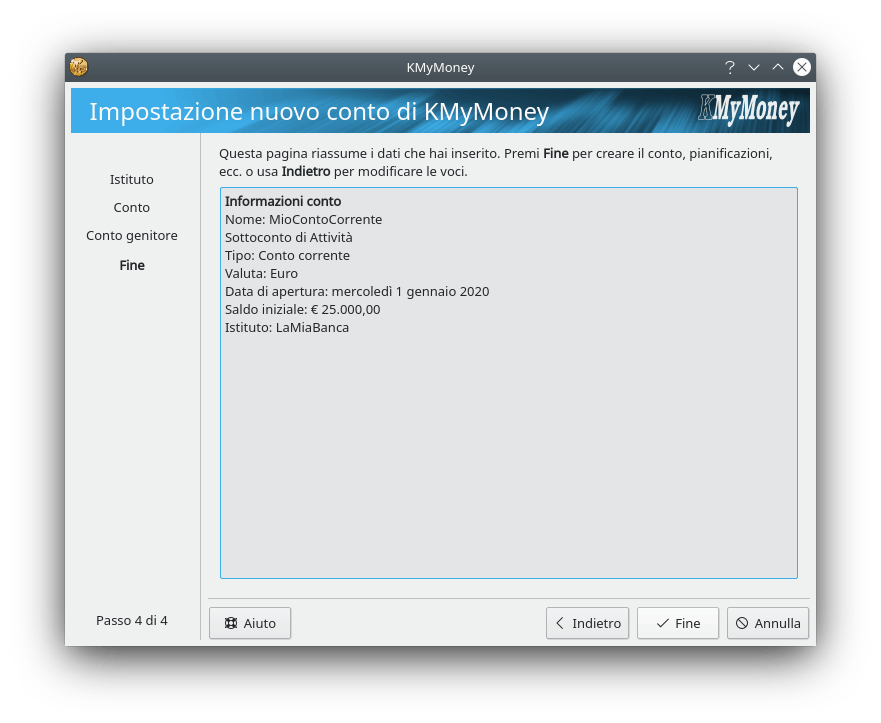 KMyMoney
Impostazione nuovo conto di KMyMoney
KMyMoney
Istituto
Conto
Conto genitore
Fine
Passo 4 di 4
Questa pagina riassume i dati che hai inserito. Premi Fine per creare il conto, pianificazioni,
ecc. o usa Indietro per modificare le voci.
Informazioni conto
Nome: MioContoCorrente
Sottoconto di Attività
Tipo: Conto corrente
Valuta: Euro
Data di apertura: mercoledì 1 gennaio 2020
Saldo iniziale: € 25.000,00
Istituto: LaMiaBanca
Aiuto
Indietro
Fine
Annulla